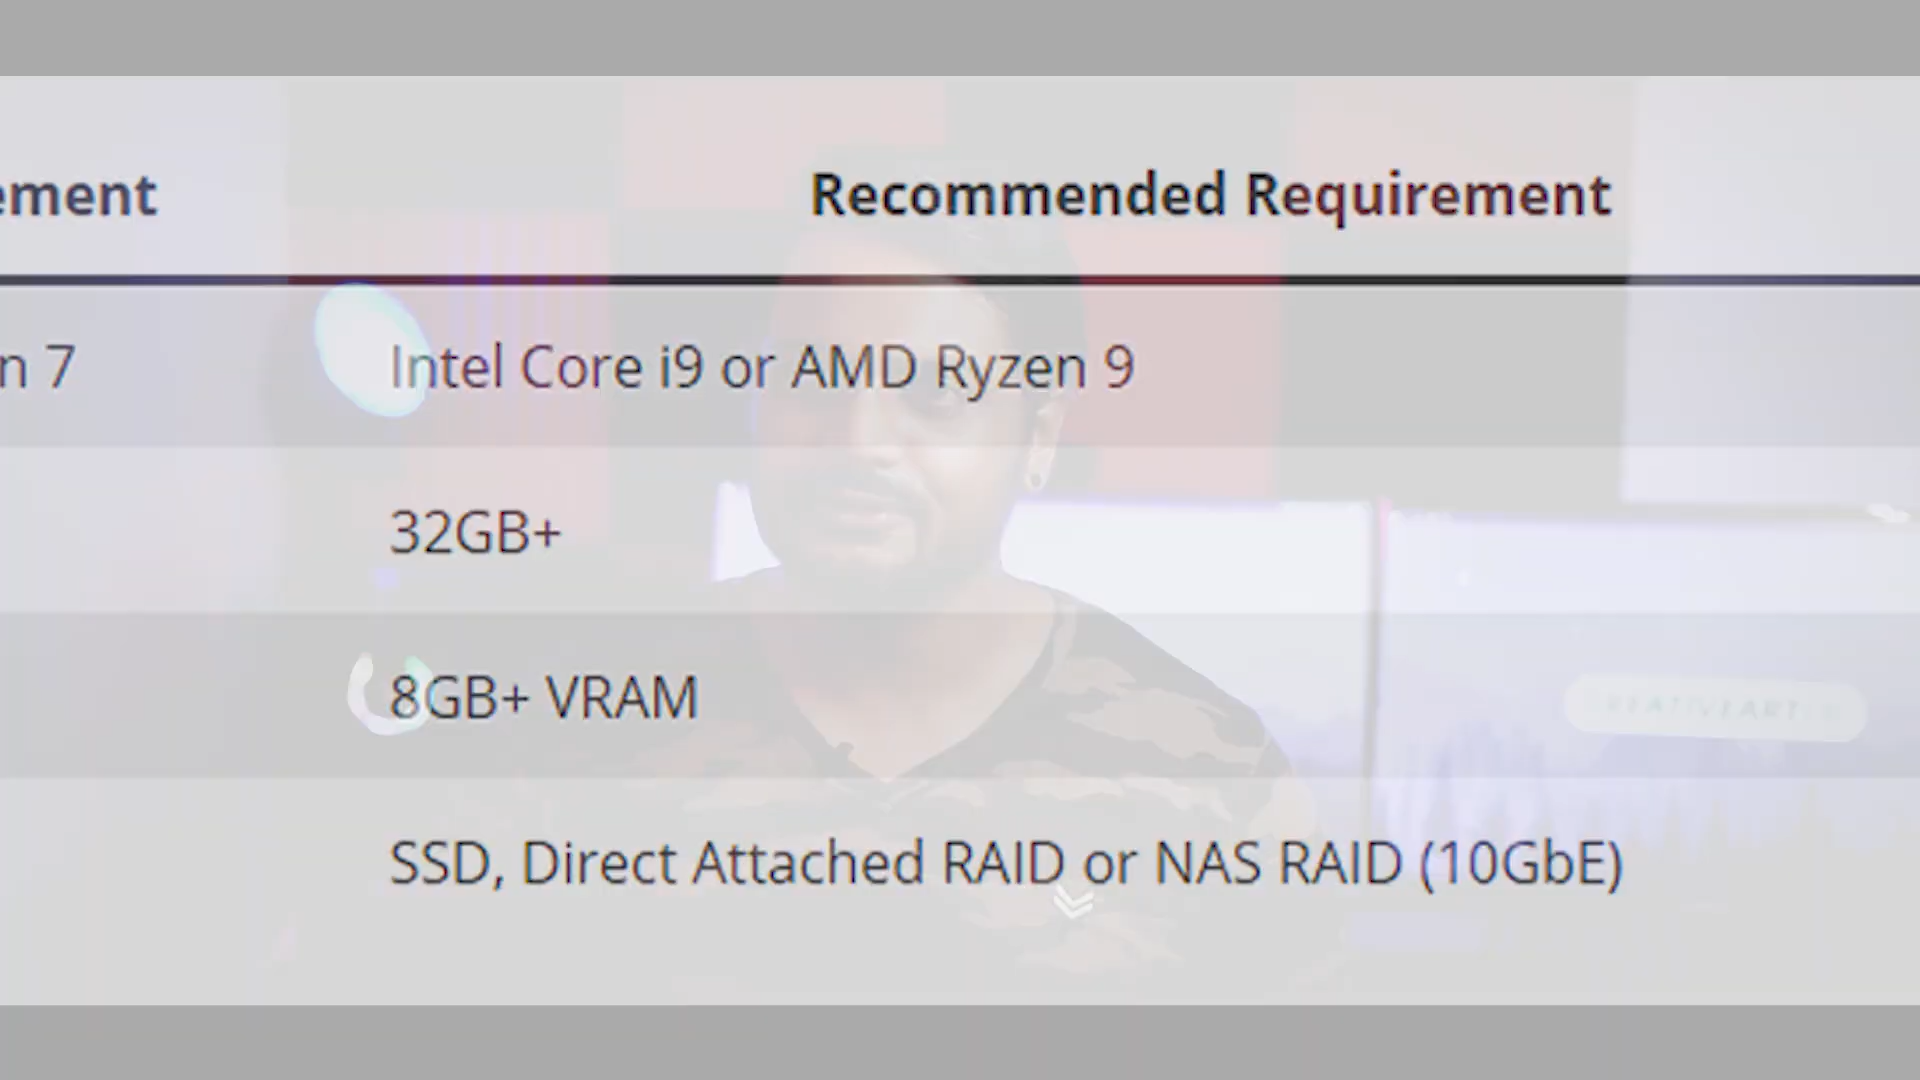 ement
Recommended Requirement
n 7
Intel Core i9 or AMD Ryzen 9
32GB+
8GB+ VRAM
SSD, Direct Attached RAID or NAS RAID (10GbE)